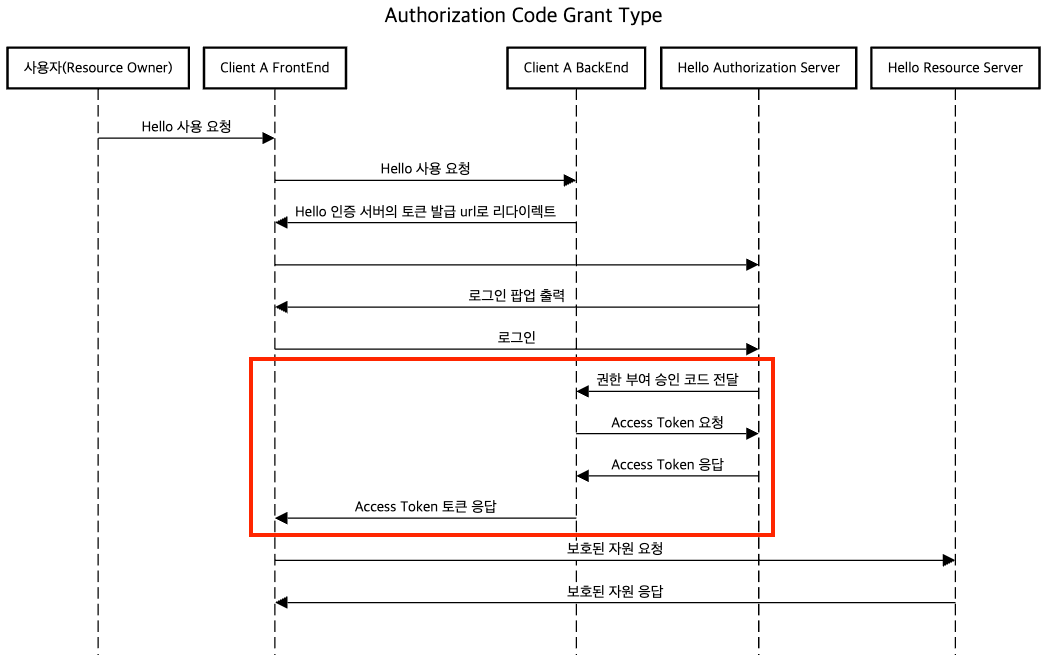 Authorization Code Grant Type
사용자(Resource Owner)
Client A FrontEnd
Client A BackEnd
Hello Authorization Server
Hello Resource Server
Hello 사용 요청
Hello 사용 요청
Hello 인증 서버의 토큰 발급 url로 리다이렉트
로그인 팝업 출력
로그인
권한 부여 승인 코드 전달
Access Token 요청
Access Token 응답
Access Token 토큰 응답
보호된 자원 요청
보호된 자원 응답